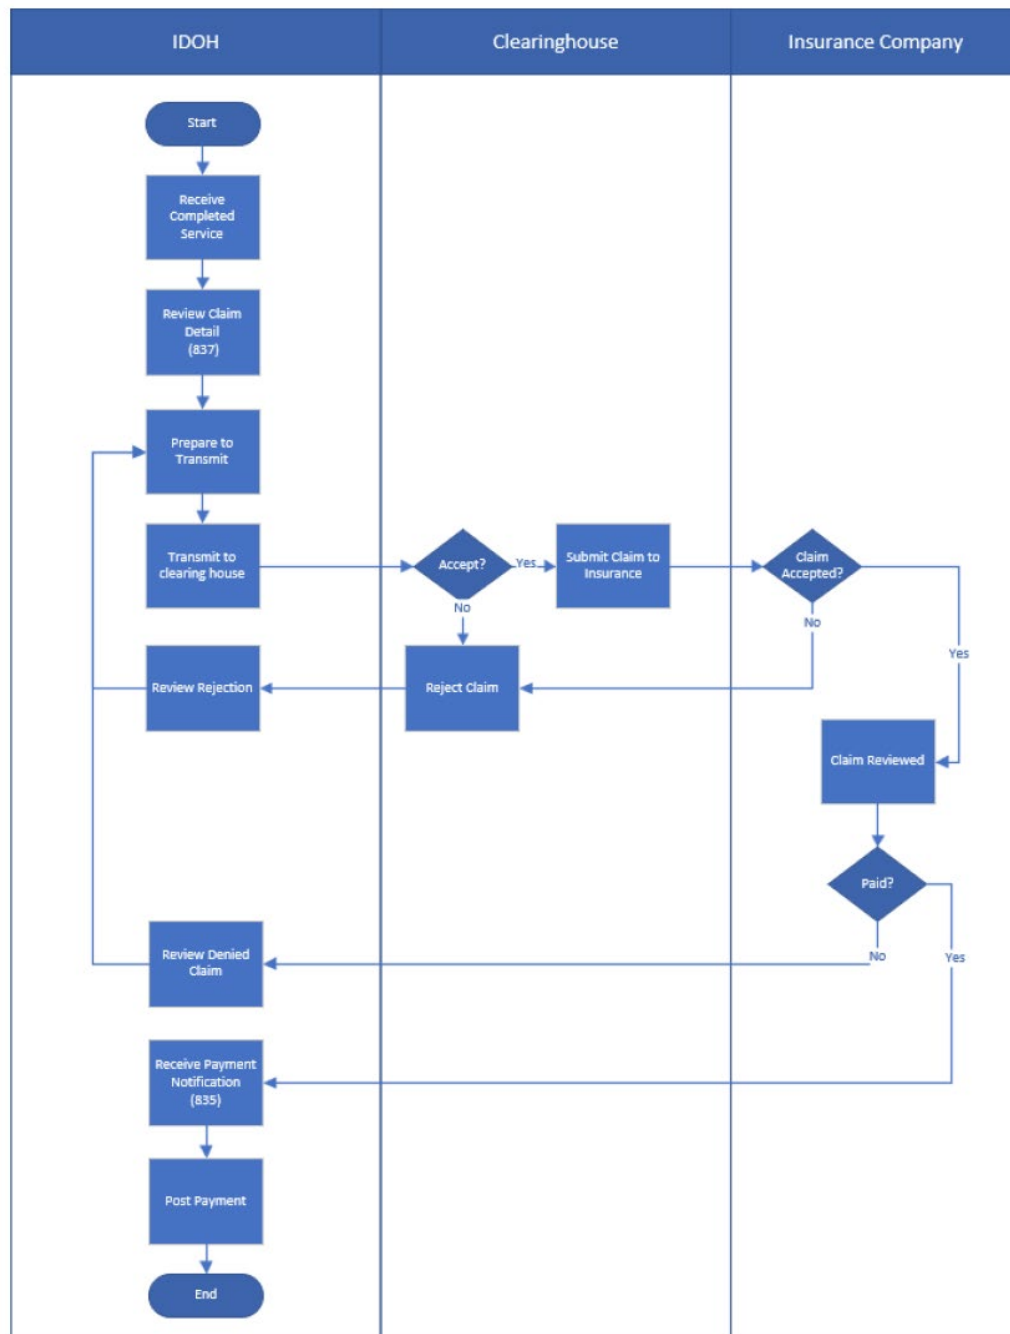 IDOH
Clearinghouse
Insurance Company
Start
Receive
Completed
Service
Review Claim
Detail
(837)
Prepare to
Transmit
Transmit to
clearing house
Accept?
Yes
Submit Claim to
Insurance
Claim
Accepted?
No
No
Yes
Review Rejection
Reject Claim
Claim Reviewed
Paid?
Review Denied
Claim
No
Yes
Receive Payment
Notification
(835)
Post Payment
End